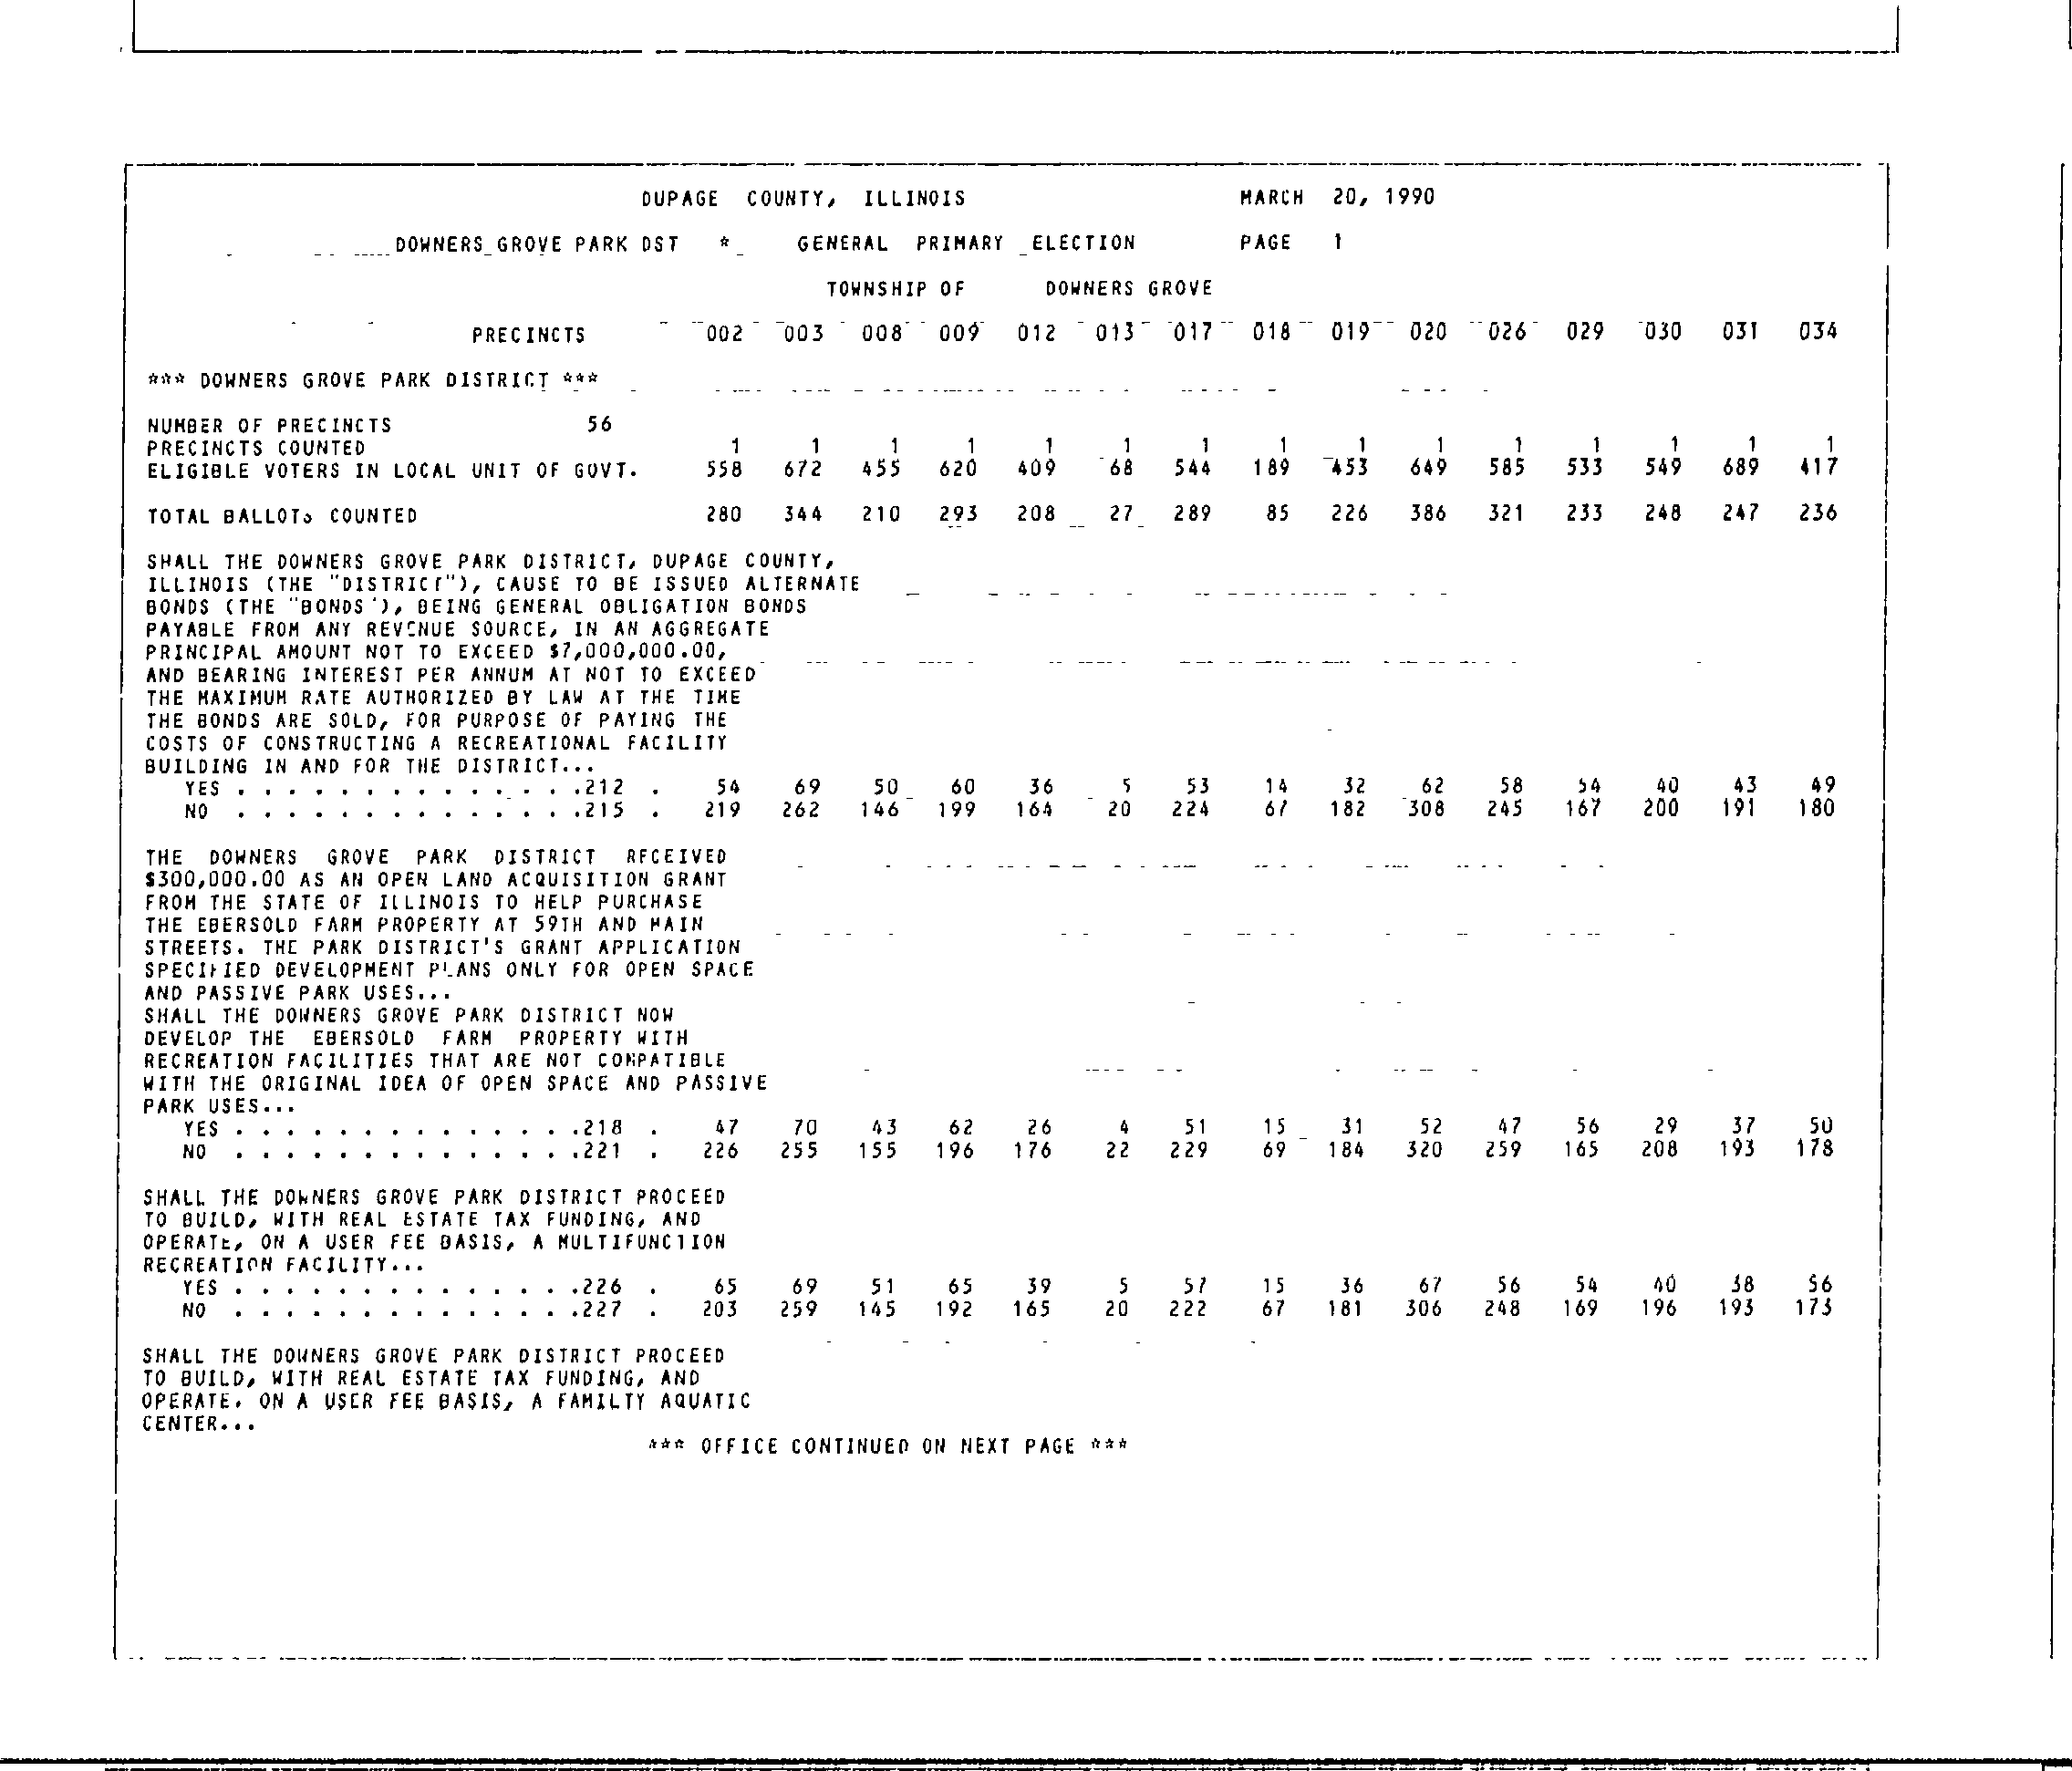 DUPAGE COUNTY, ILLINOIS MARCH 20, 1990
DOWNERS GROVE PARK DST * GENERAL PRIMARY ELECTION PAGE 1
TOWNSHIP OF DOWNERS GROVE
PRECINCTS 002 003 008 009 012 013 017 018 019 020 026 029 030 031 034
*** DOWNERS GROVE PARK DISTRICT ***
NUMBER OF PRECINCTS 56
PRECINCTS COUNTED 1 1 1 1 1 1 1 1 1 1 1 1 1 1 1
ELIGIBLE VOTERS IN LOCAL UNIT OF GOVT. 558 672 455 620 409 68 544 189 453 649 585 533 549 689 417
TOTAL BALLOTS COUNTED 280 344 210 293 208 27 289 85 226 386 321 233 248 247 236
SHALL THE DOWNERS GROVE PARK DISTRICT, DUPAGE COUNTY,
ILLINOIS (THE "DISTRICT"), CAUSE TO BE ISSUED ALTERNATE
BONDS (THE "BONDS"), BEING GENERAL OBLIGATION BONDS
PAYABLE FROM ANY REVENUE SOURCE, IN AN AGGREGATE
PRINCIPAL AMOUNT NOT TO EXCEED $7,000,000.00,
AND BEARING INTEREST PER ANNUM AT NOT TO EXCEED
THE MAXIMUM RATE AUTHORIZED BY LAW AT THE TIME
THE BONDS ARE SOLD, FOR PURPOSE OF PAYING THE
COSTS OF CONSTRUCTING A RECREATIONAL FACILITY
BUILDING IN AND FOR THE DISTRICT...
YES . . . . . . . . . . . . . .212 . 54 69 50 60 36 5 53 14 32 62 58 54 40 43 49
NO . . . . . . . . . . . . . .215 . 219 262 146 199 164 20 224 67 182 308 245 167 200 191 180
THE DOWNERS GROVE PARK DISTRICT RECEIVED
$300,000.00 AS AN OPEN LAND ACQUISITION GRANT
FROM THE STATE OF ILLINOIS TO HELP PURCHASE
THE EBERSOLD FARM PROPERTY AT 59TH AND MAIN
STREETS. THE PARK DISTRICT'S GRANT APPLICATION
SPECIFIED DEVELOPMENT PLANS ONLY FOR OPEN SPACE
AND PASSIVE PARK USES...
SHALL THE DOWNERS GROVE PARK DISTRICT NOW
DEVELOP THE EBERSOLD FARM PROPERTY WITH
RECREATION FACILITIES THAT ARE NOT COMPATIBLE
WITH THE ORIGINAL IDEA OF OPEN SPACE AND PASSIVE
PARK USES...
YES . . . . . . . . . . . . . .218 . 47 70 43 62 26 4 51 15 31 52 47 56 29 37 50
NO . . . . . . . . . . . . . .221 . 226 255 155 196 176 22 229 69 184 320 259 165 208 193 178
SHALL THE DOWNERS GROVE PARK DISTRICT PROCEED
TO BUILD, WITH REAL ESTATE TAX FUNDING, AND
OPERATE, ON A USER FEE BASIS, A MULTIFUNCTION
RECREATION FACILITY...
YES . . . . . . . . . . . . . .226 . 65 69 51 65 39 5 57 15 36 67 56 54 40 38 56
NO . . . . . . . . . . . . . .227 . 203 259 145 192 165 20 222 67 181 306 248 169 196 193 173
SHALL THE DOWNERS GROVE PARK DISTRICT PROCEED
TO BUILD, WITH REAL ESTATE TAX FUNDING, AND
OPERATE, ON A USER FEE BASIS, A FAMILTY AQUATIC
CENTER...
*** OFFICE CONTINUED ON NEXT PAGE ***